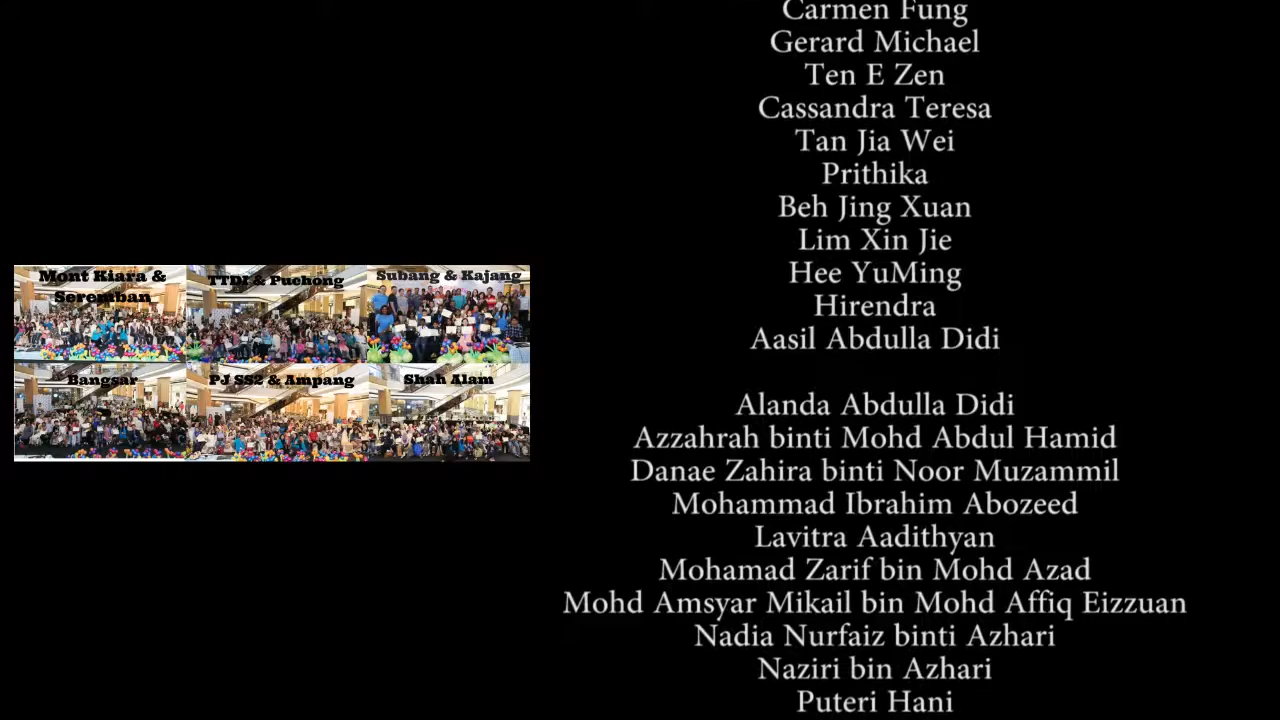 Mont Kiara &
Seremban
TTDI & Puchong
Subang & Kajang
Bangsar
PJ SS2 & Ampang
Shah Alam
Carmen Fung
Gerard Michael
Ten E Zen
Cassandra Teresa
Tan Jia Wei
Prithika
Beh Jing Xuan
Lim Xin Jie
Hee YuMing
Hirendra
Aasil Abdulla Didi
Alanda Abdulla Didi
Azzahrah binti Mohd Abdul Hamid
Danae Zahira binti Noor Muzammil
Mohammad Ibrahim Abozeed
Lavitra Aadithyan
Mohamad Zarif bin Mohd Azad
Mohd Amsyar Mikail bin Mohd Affiq Eizzuan
Nadia Nurfaiz binti Azhari
Naziri bin Azhari
Puteri Hani